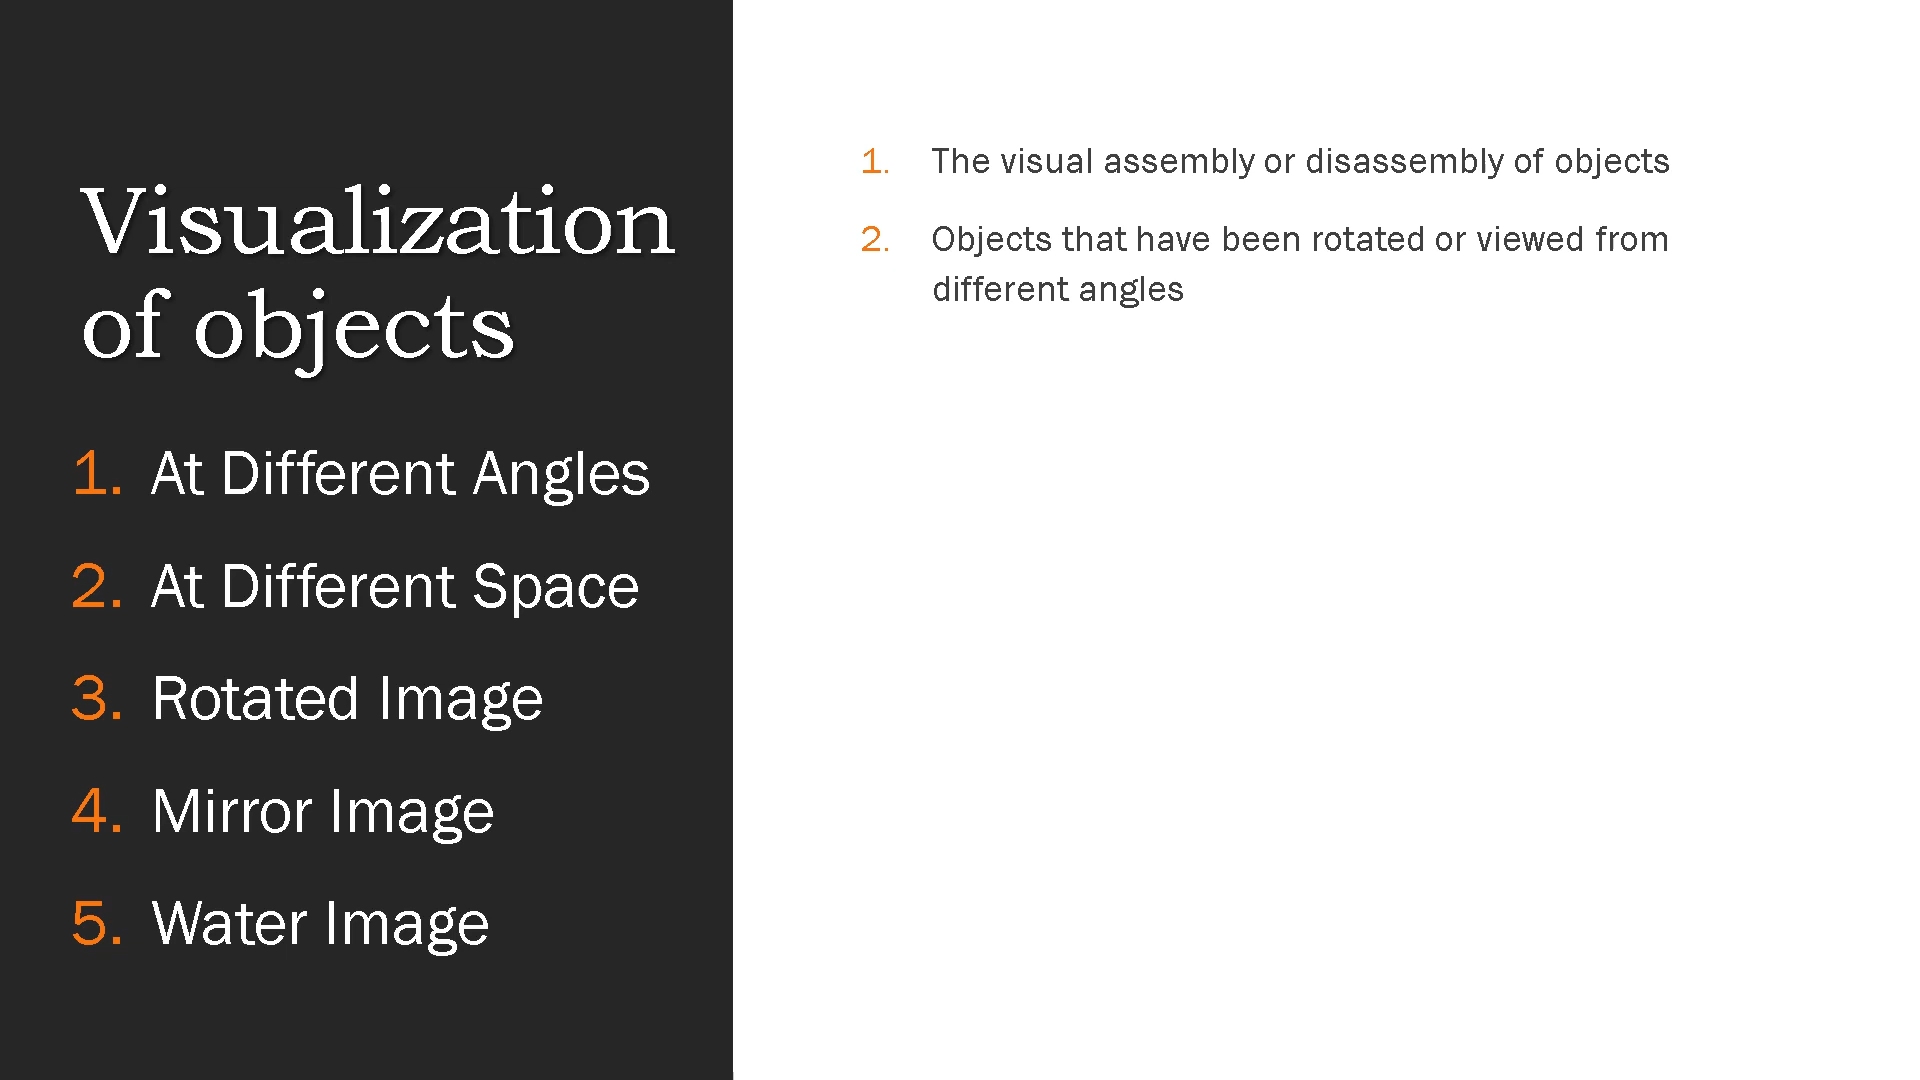 Visualization
of objects
1. At Different Angles
2. At Different Space
3. Rotated Image
4. Mirror Image
5. Water Image
1. The visual assembly or disassembly of objects
2. Objects that have been rotated or viewed from
different angles